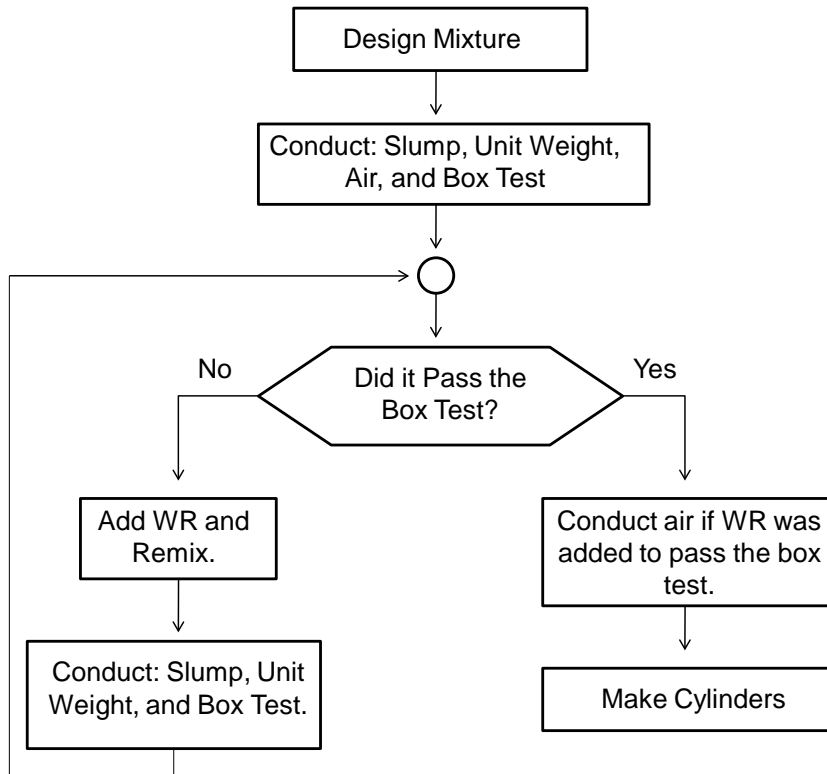 Design Mixture
Conduct: Slump, Unit Weight,
Air, and Box Test
No
Did it Pass the
Box Test?
Yes
Add WR and
Remix.
Conduct air if WR was
added to pass the box
test.
Conduct: Slump, Unit
Weight, and Box Test.
Make Cylinders